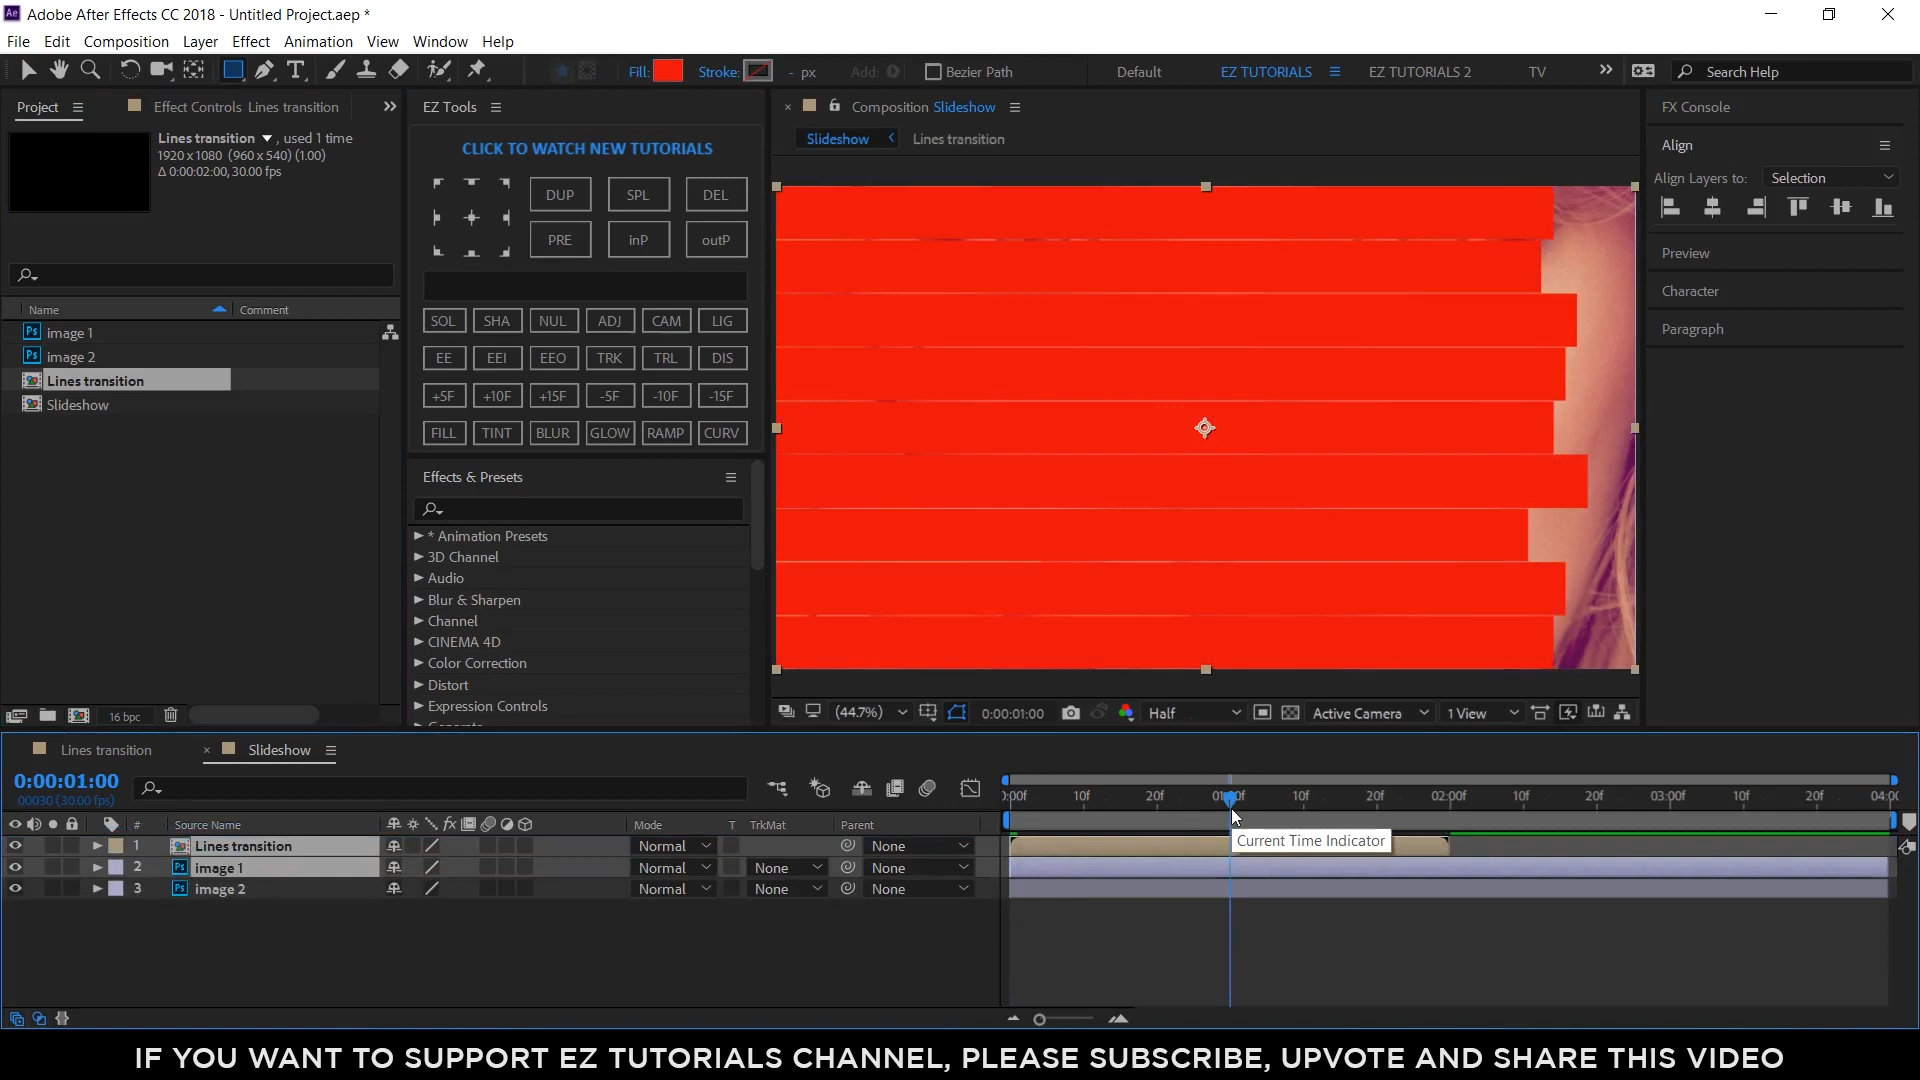 Adobe After Effects CC 2018 - Untitled Project.aep *
File Edit Composition Layer Effect Animation View Window Help
Fill: Stroke: - px Add: Bezier Path Default EZ TUTORIALS EZ TUTORIALS 2 TV Search Help
Project Effect Controls Lines transition
Lines transition , used 1 time
1920 x 1080 (960 x 540) (1.00)
Δ 0:00:02:00, 30.00 fps
Name Comment
image 1
image 2
Lines transition
Slideshow
16 bpc
EZ Tools
CLICK TO WATCH NEW TUTORIALS
DUP SPL DEL
PRE inP outP
SOL SHA NUL ADJ CAM LIG
EE EEI EEO TRK TRL DIS
+5F +10F +15F -5F -10F -15F
FILL TINT BLUR GLOW RAMP CURV
Effects & Presets
* Animation Presets
3D Channel
Audio
Blur & Sharpen
Channel
CINEMA 4D
Color Correction
Distort
Expression Controls
Composition Slideshow
Slideshow Lines transition
(44.7%) 0:00:01:00 Half Active Camera 1 View
FX Console
Align
Align Layers to: Selection
Preview
Character
Paragraph
Lines transition Slideshow
0:00:01:00
00030 (30.00 fps)
):00f 10f 20f 01:00f 10f 20f 02:00f 10f 20f 03:00f 10f 20f 04:0(
# Source Name Mode T TrkMat Parent
1 Lines transition Normal None
2 image 1 Normal None None
3 image 2 Normal None None
Current Time Indicator
IF YOU WANT TO SUPPORT EZ TUTORIALS CHANNEL, PLEASE SUBSCRIBE, UPVOTE AND SHARE THIS VIDEO